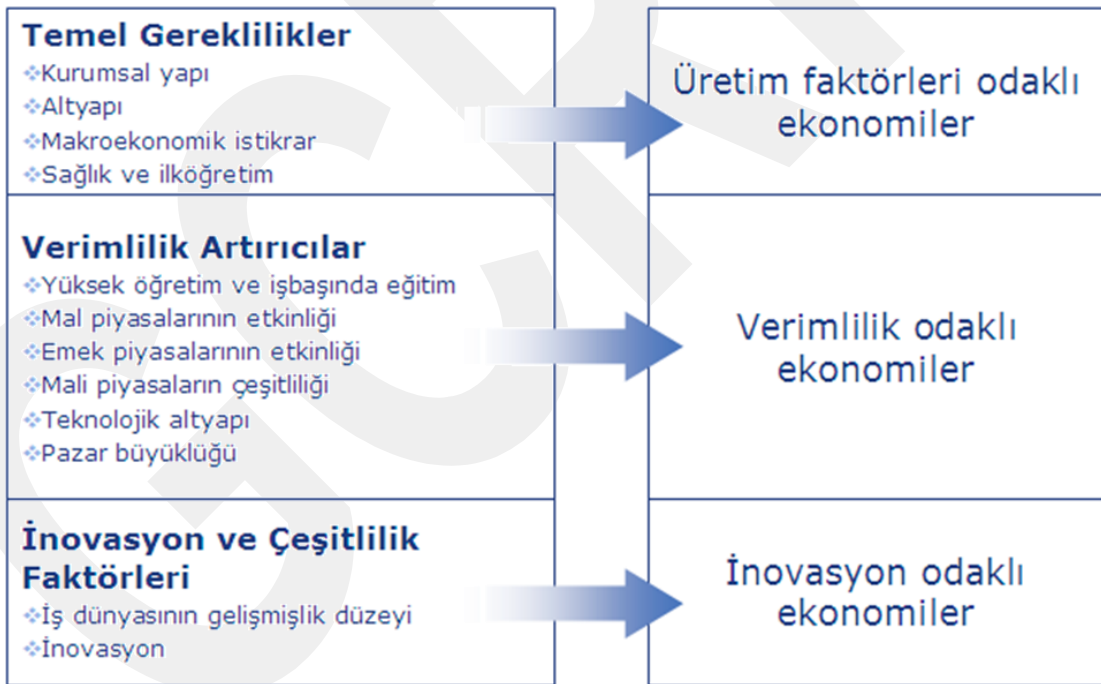 Temel Gereklilikler
❖Kurumsal yapı
❖Altyapı
❖Makroekonomik istikrar
❖Sağlık ve ilköğretim
Üretim faktörleri odaklı
ekonomiler
Verimlilik Artırıcılar
❖Yüksek öğretim ve işbaşında eğitim
❖Mal piyasalarının etkinliği
❖Emek piyasalarının etkinliği
❖Mali piyasaların çeşitliliği
❖Teknolojik altyapı
❖Pazar büyüklüğü
Verimlilik odaklı
ekonomiler
İnovasyon ve Çeşitlilik
Faktörleri
❖İş dünyasının gelişmişlik düzeyi
❖İnovasyon
İnovasyon odaklı
ekonomiler